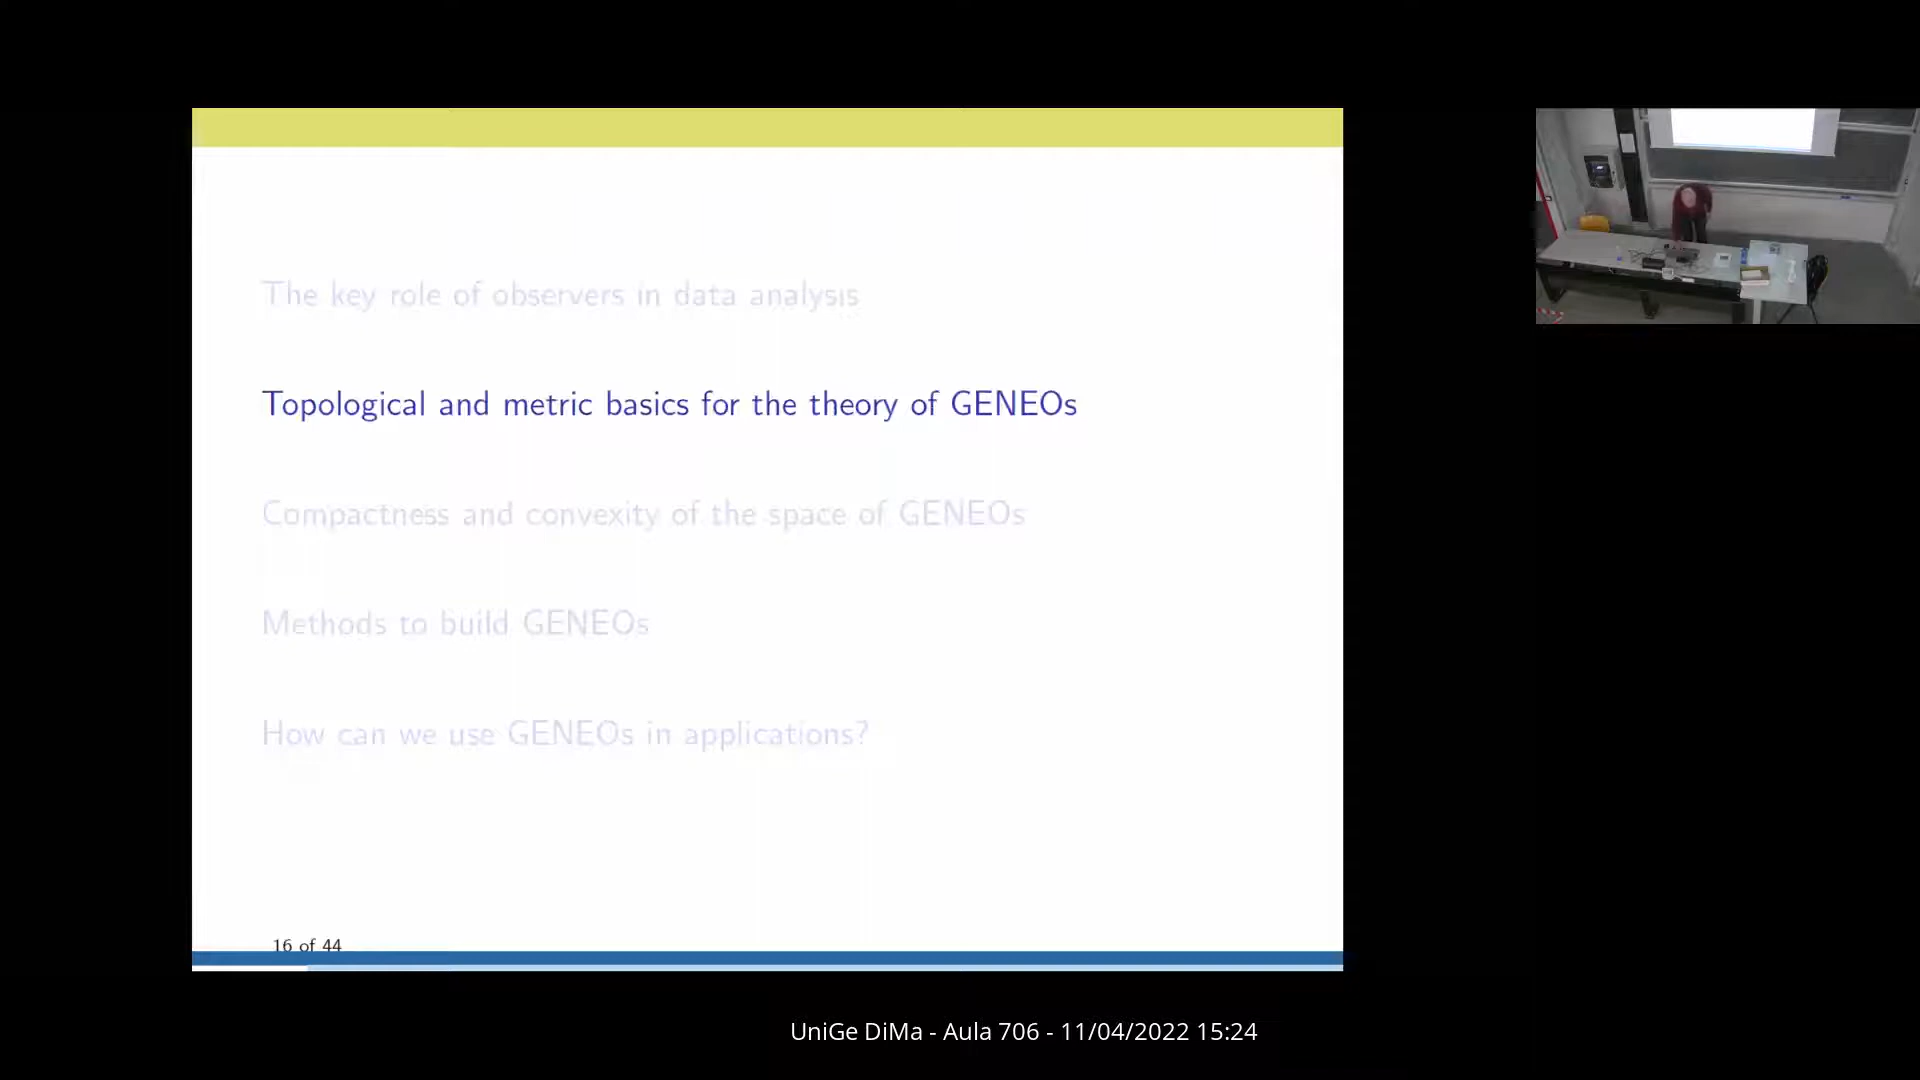 The key role of observers in data analysis
Topological and metric basics for the theory of GENEOs
Compactness and convexity of the space of GENEOs
Methods to build GENEOs
How can we use GENEOs in applications?
16 of 44
UniGe DiMa - Aula 706 - 11/04/2022 15:24